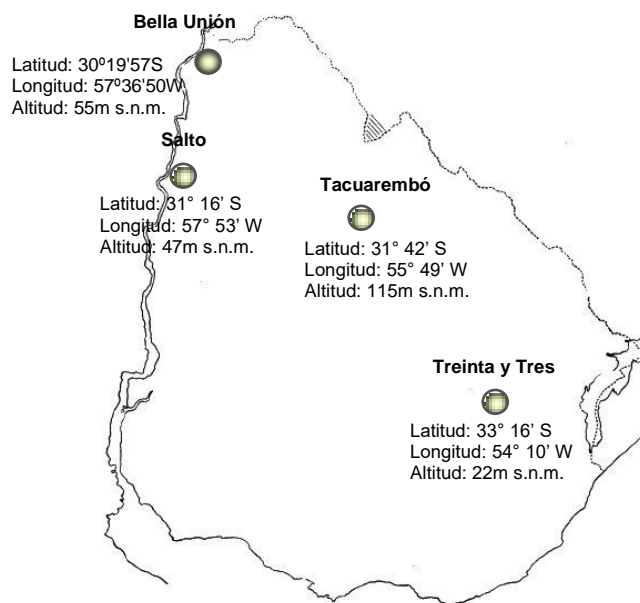 Bella Unión
Latitud: 30º19'57S
Longitud: 57º36'50W
Altitud: 55m s.n.m.
Salto
Latitud: 31° 16’ S
Longitud: 57° 53’ W
Altitud: 47m s.n.m.
Tacuarembó
Latitud: 31° 42’ S
Longitud: 55° 49’ W
Altitud: 115m s.n.m.
Treinta y Tres
Latitud: 33° 16’ S
Longitud: 54° 10’ W
Altitud: 22m s.n.m.